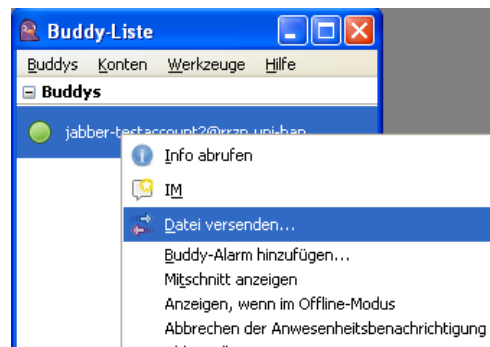 Buddy-Liste
Buddys Konten Werkzeuge Hilfe
Buddys
jabber-testaccount2@rrzn.uni-han
Info abrufen
IM
Datei versenden...
Buddy-Alarm hinzufügen...
Mitschnitt anzeigen
Anzeigen, wenn im Offline-Modus
Abbrechen der Anwesenheitsbenachrichtigung